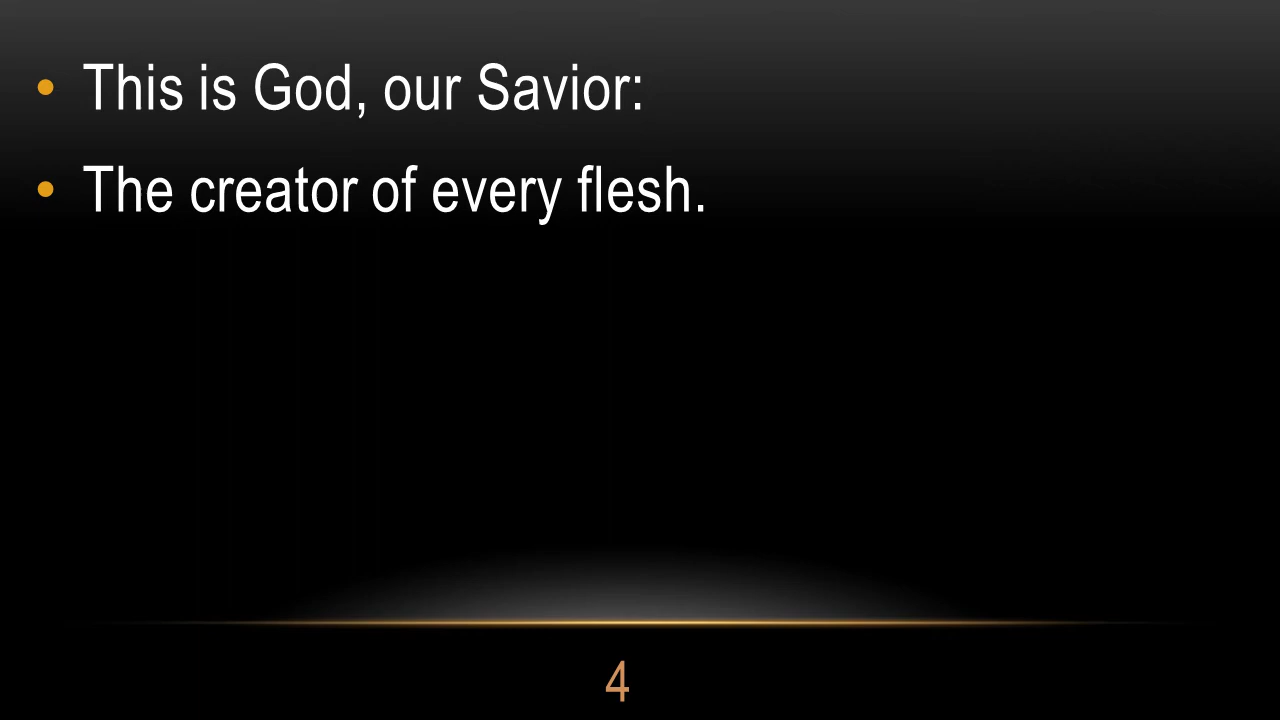 • This is God, our Savior:
• The creator of every flesh.
4